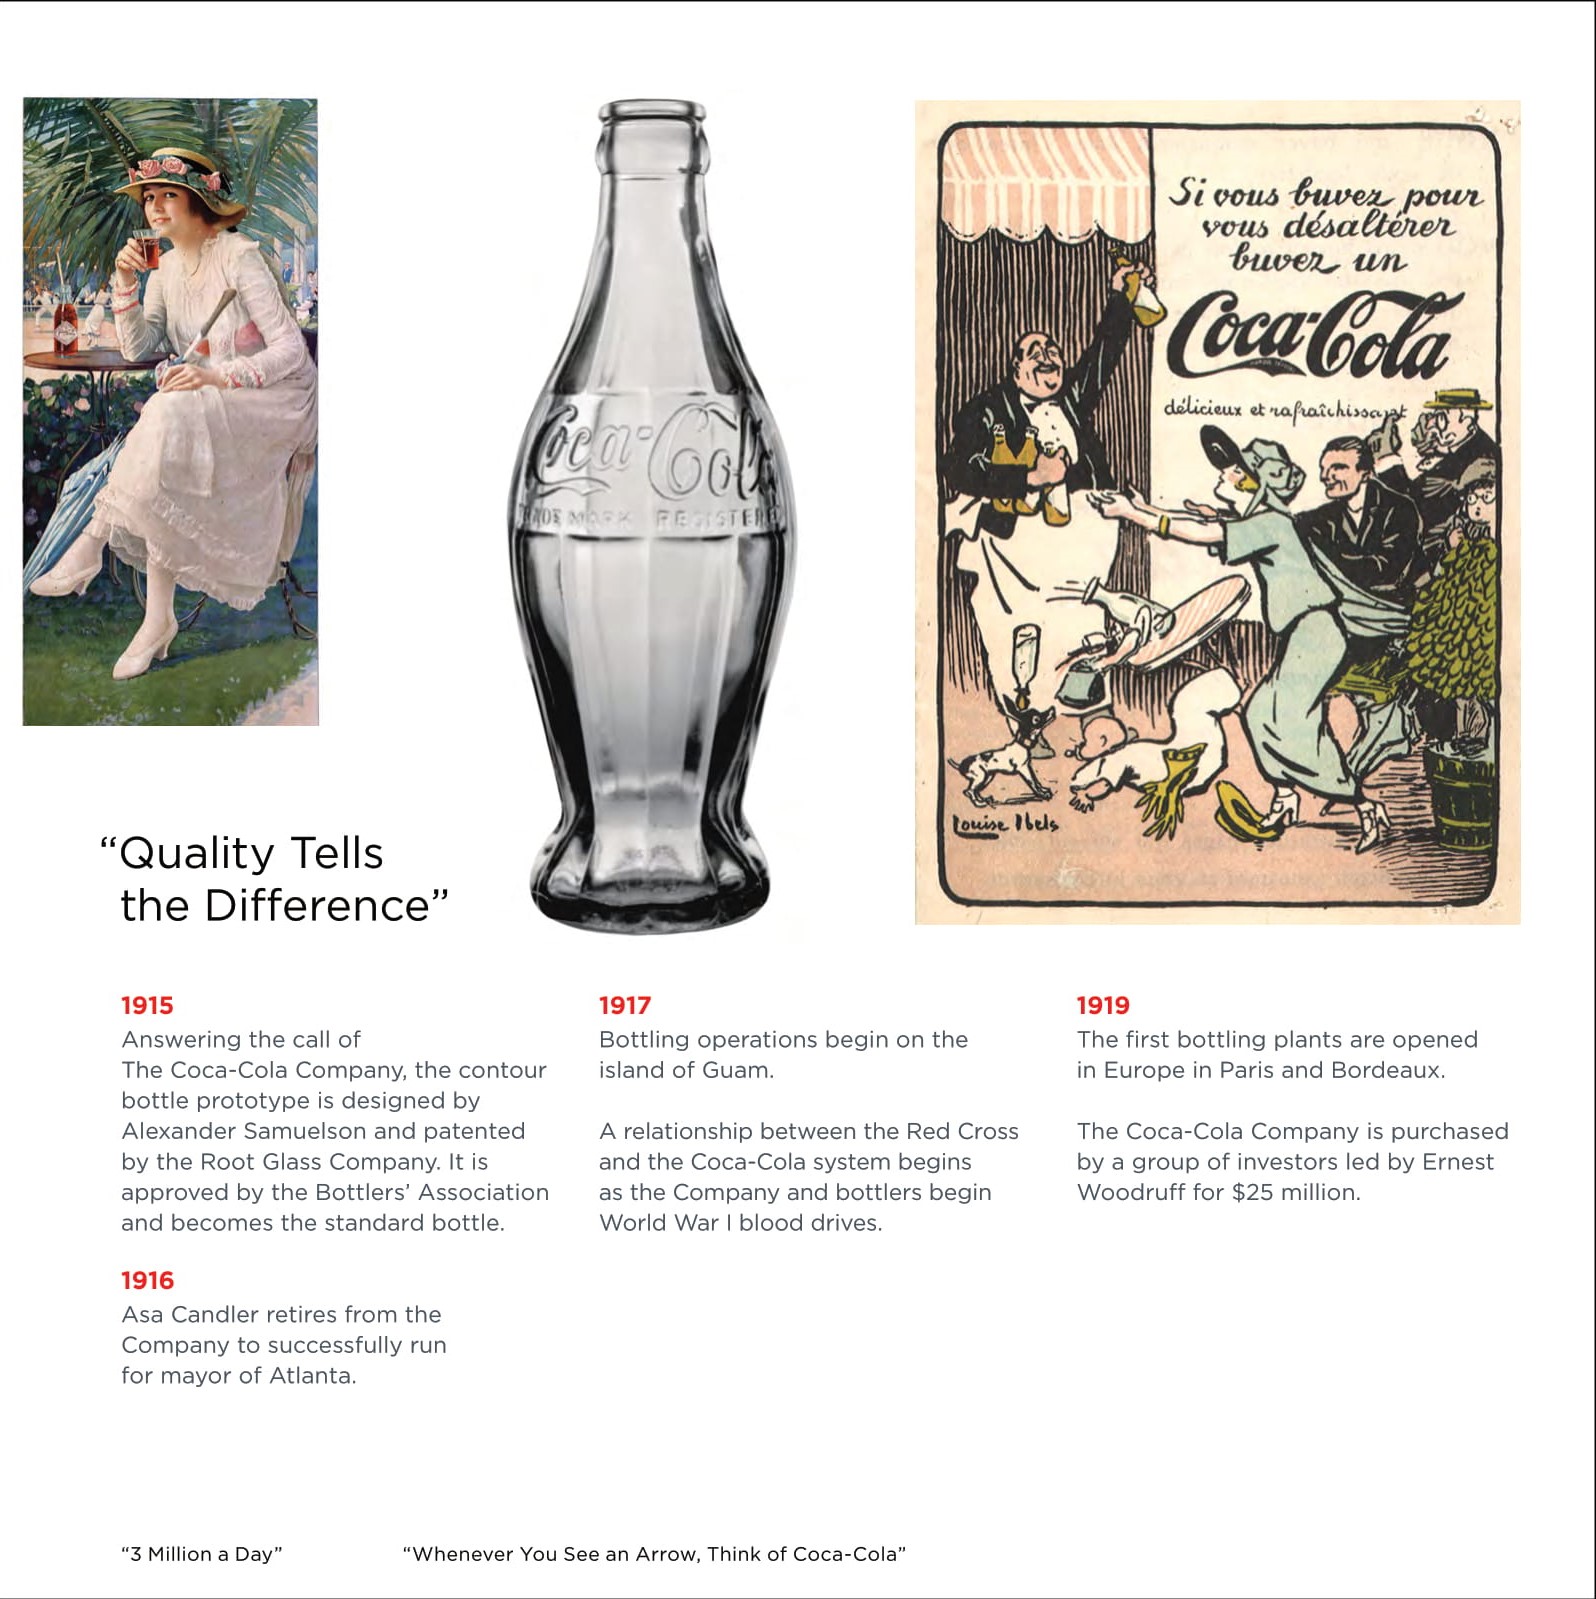 Si vous buvez pour
vous désaltérer
buvez un
Coca-Cola
délicieux et rafraîchissant
Louise Ibels
Coca-Cola
TRADE MARK REGISTERED
“Quality Tells
the Difference”
1915
Answering the call of
The Coca-Cola Company, the contour
bottle prototype is designed by
Alexander Samuelson and patented
by the Root Glass Company. It is
approved by the Bottlers’ Association
and becomes the standard bottle.
1916
Asa Candler retires from the
Company to successfully run
for mayor of Atlanta.
1917
Bottling operations begin on the
island of Guam.
A relationship between the Red Cross
and the Coca-Cola system begins
as the Company and bottlers begin
World War I blood drives.
1919
The first bottling plants are opened
in Europe in Paris and Bordeaux.
The Coca-Cola Company is purchased
by a group of investors led by Ernest
Woodruff for $25 million.
“3 Million a Day”
“Whenever You See an Arrow, Think of Coca-Cola”